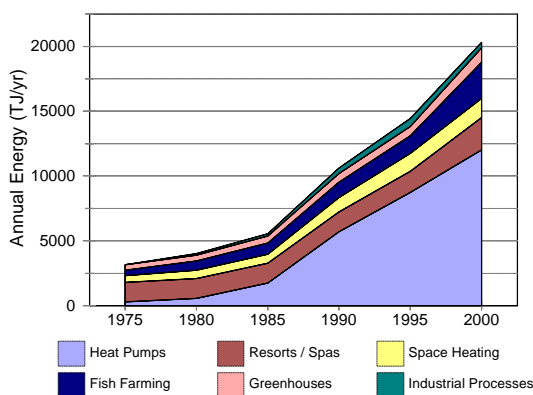 Annual Energy (TJ/yr)
20000
15000
10000
5000
0
1975 1980 1985 1990 1995 2000
Heat Pumps Resorts / Spas Space Heating
Fish Farming Greenhouses Industrial Processes